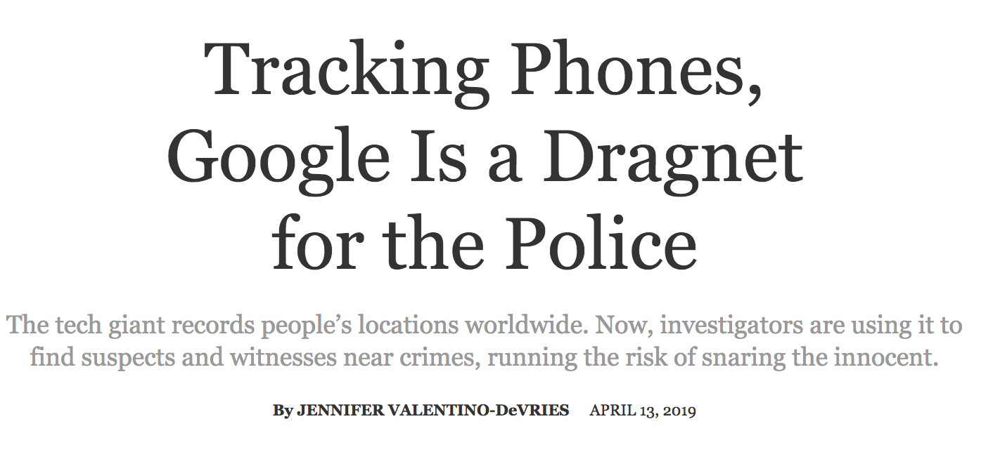 Tracking Phones,
Google Is a Dragnet
for the Police
The tech giant records people’s locations worldwide. Now, investigators are using it to
find suspects and witnesses near crimes, running the risk of snaring the innocent.
By JENNIFER VALENTINO-DeVRIES APRIL 13, 2019